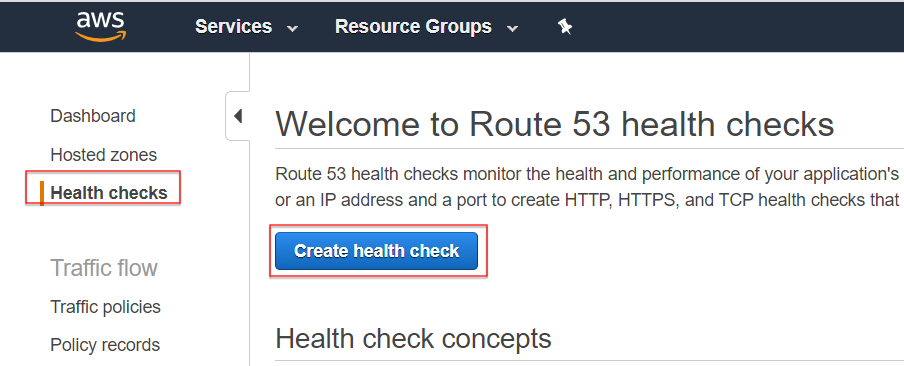 aws Services Resource Groups
Dashboard
Hosted zones
Health checks
Traffic flow
Traffic policies
Policy records
Welcome to Route 53 health checks
Route 53 health checks monitor the health and performance of your application's
or an IP address and a port to create HTTP, HTTPS, and TCP health checks that
Create health check
Health check concepts